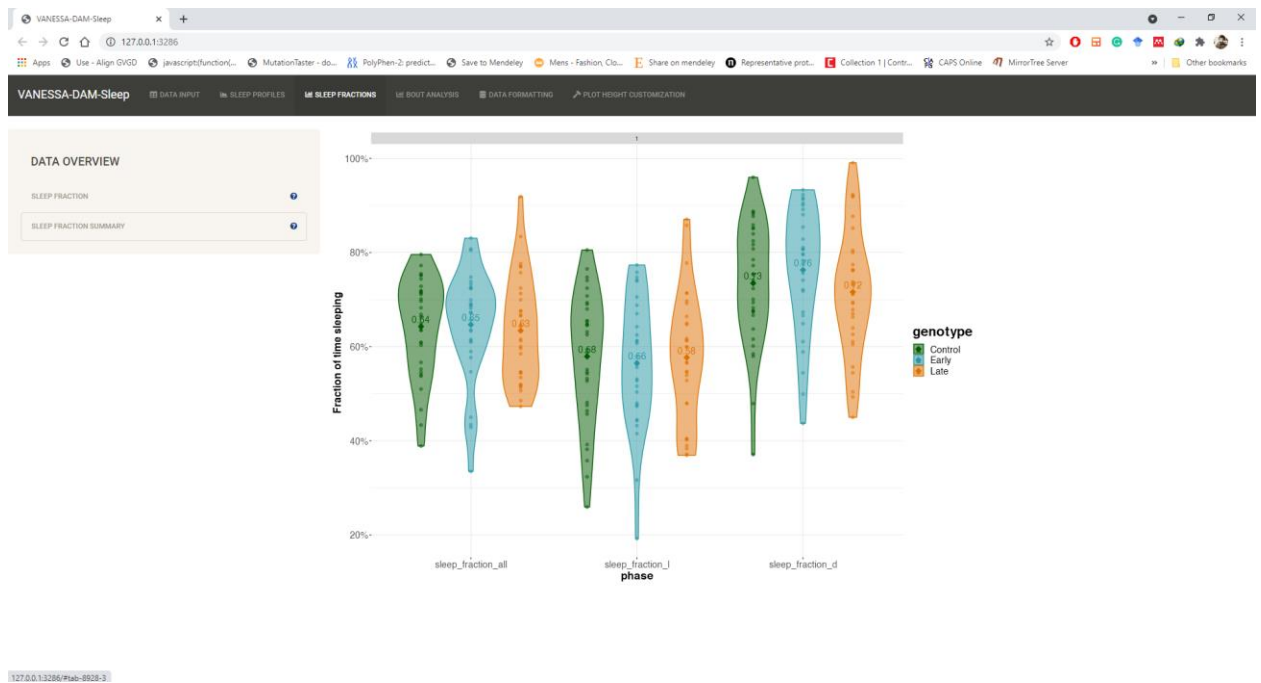 VANESSA-DAM-Sleep
127.0.0.1:3286
Apps Use - Align GVGD javascript:(function(... MutationTaster - do... PolyPhen-2: predict... Save to Mendeley Mens - Fashion, Clo... Share on mendeley Representative prot... Collection 1 | Contr... CAPS Online MirrorTree Server » Other bookmarks
VANESSA-DAM-Sleep DATA INPUT SLEEP PROFILES SLEEP FRACTIONS BOUT ANALYSIS DATA FORMATTING PLOT HEIGHT CUSTOMIZATION
DATA OVERVIEW
SLEEP FRACTION
SLEEP FRACTION SUMMARY
1
100%
80%
60%
40%
20%
Fraction of time sleeping
0.64 0.65 0.63 0.66 0.73 0.76 0.72
sleep_fraction_all sleep_fraction_l sleep_fraction_d
phase
genotype
Control
Early
Late
127.0.0.1:3286/#tab-8928-3